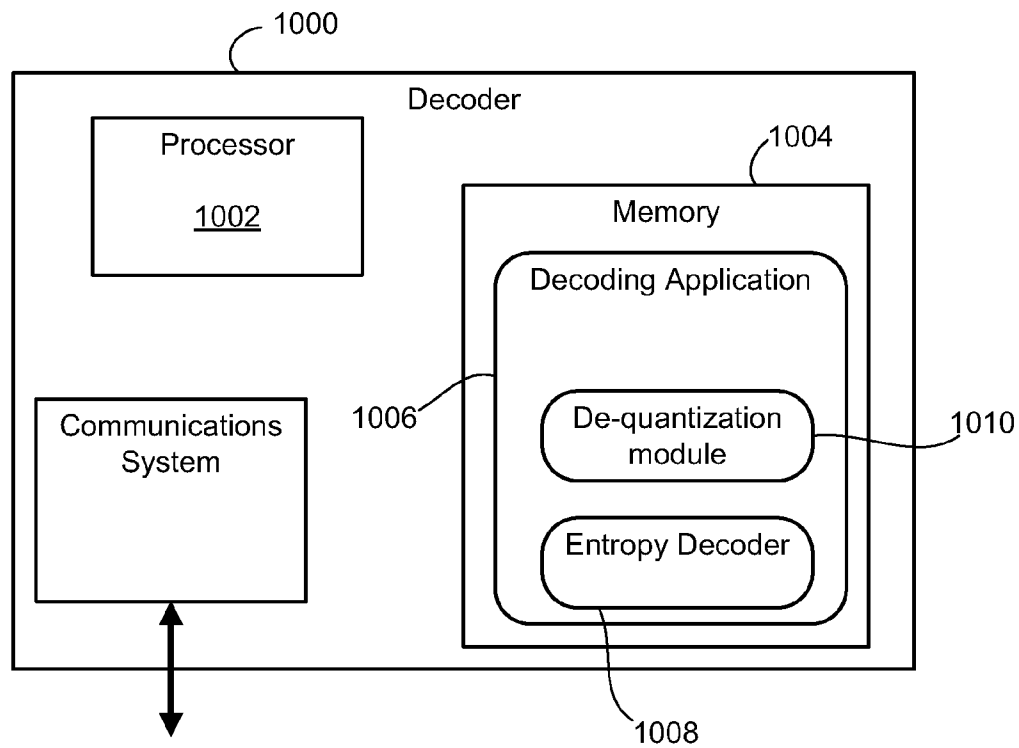 1000
Decoder
Processor
1004
1002
Memory
Decoding Application
1006
De-quantization
module
1010
Communications
System
Entropy Decoder
1008